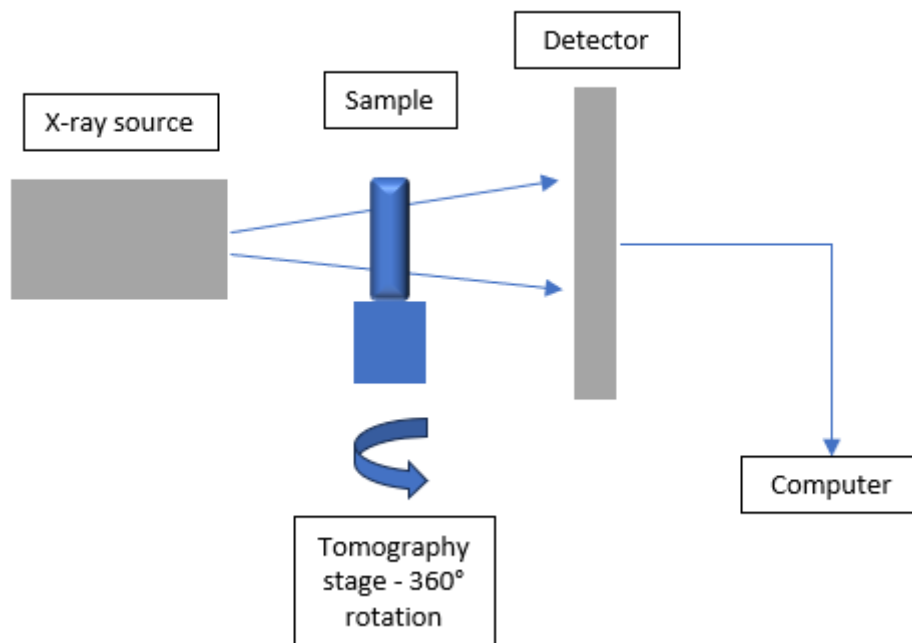 X-ray source
Sample
Detector
Tomography
stage - 360°
rotation
Computer